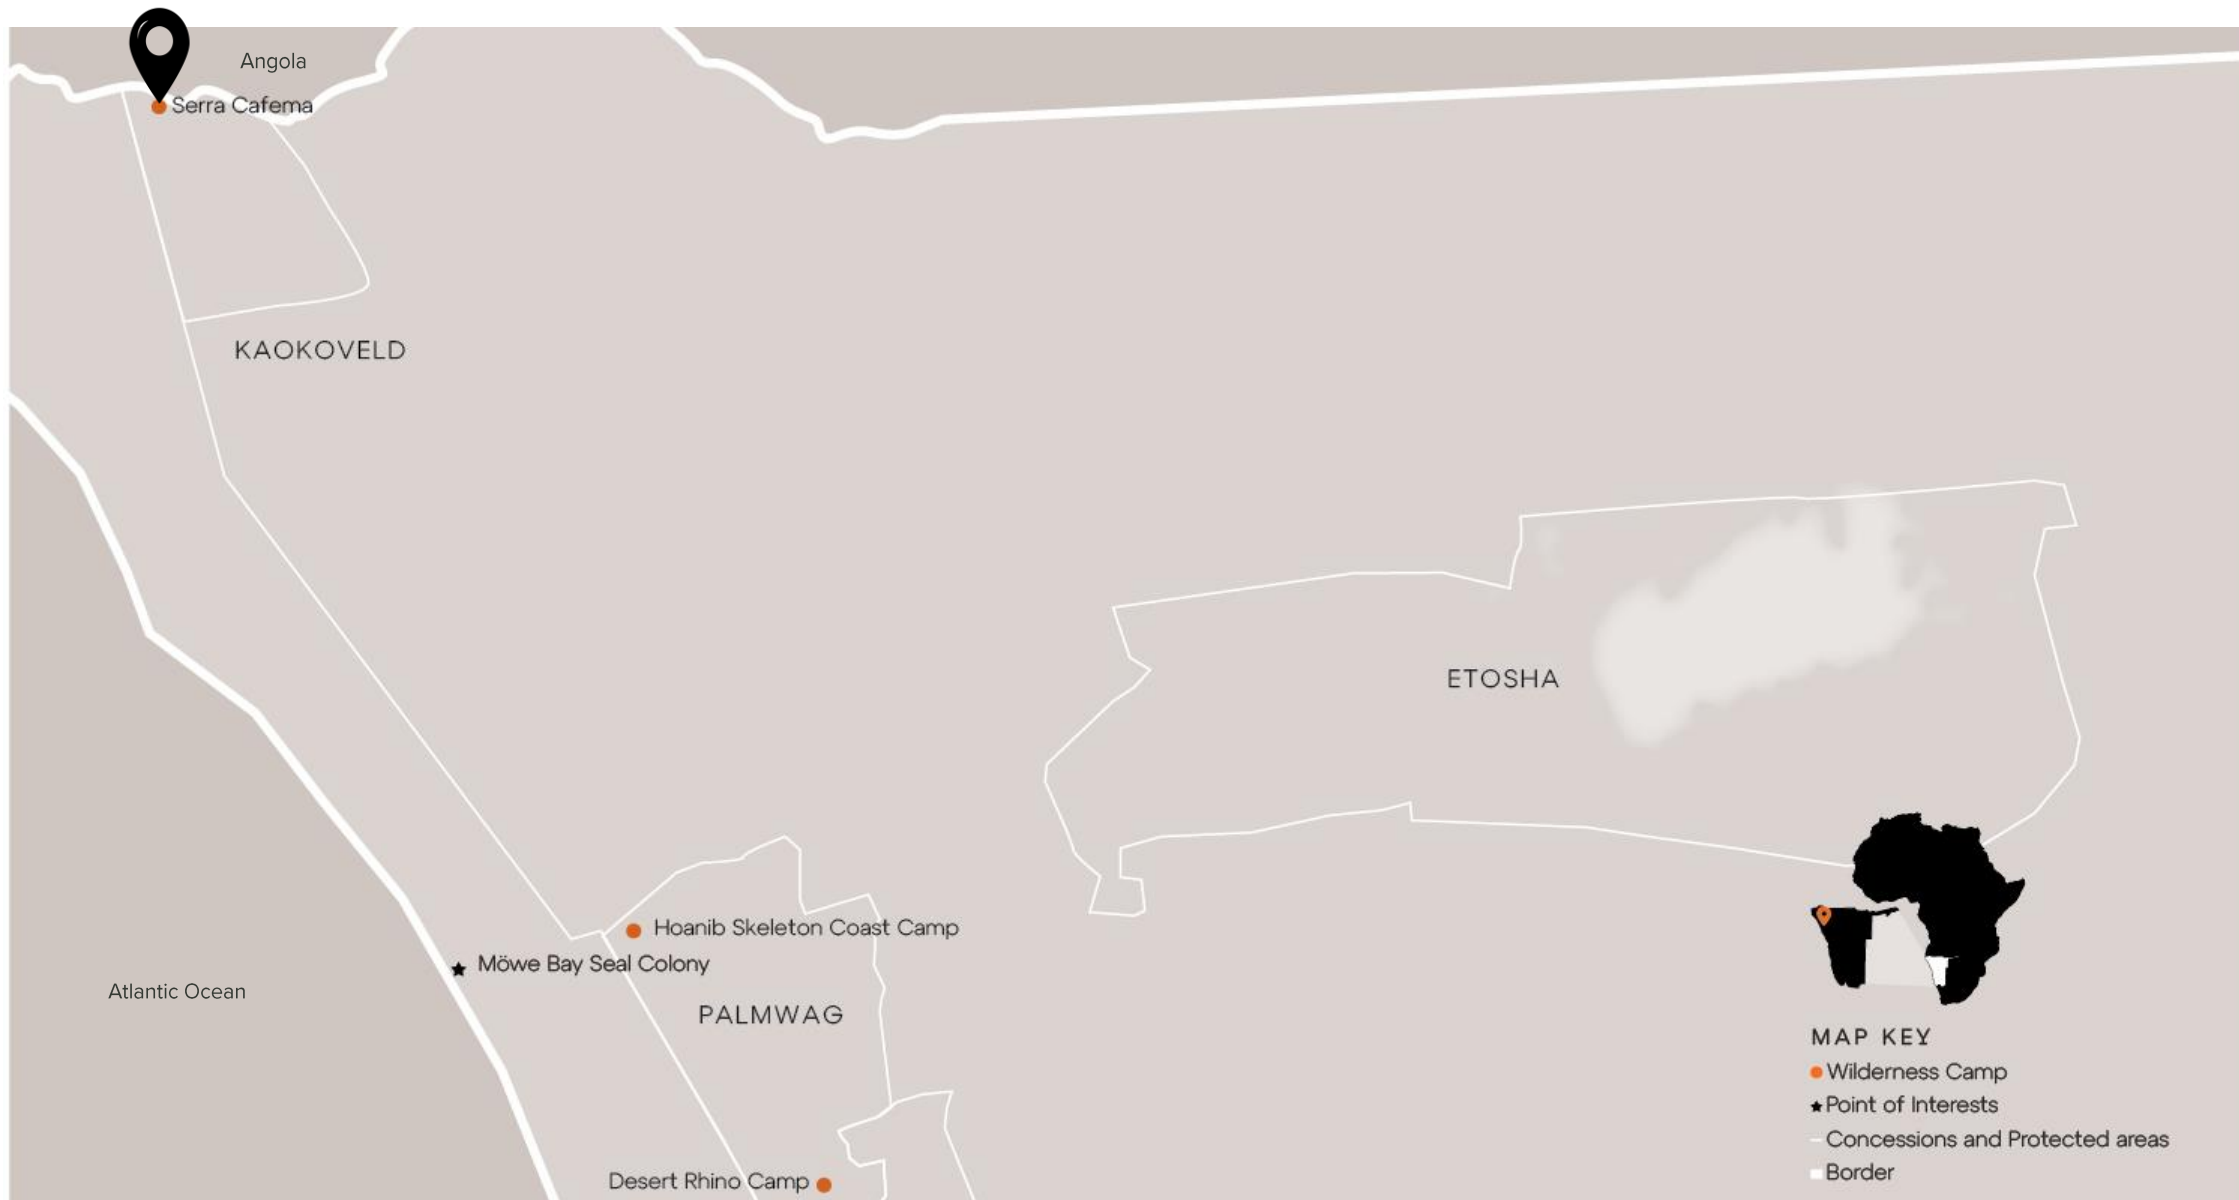 Angola
Serra Cafema
KAOKOVELD
ETOSHA
Hoanib Skeleton Coast Camp
Möwe Bay Seal Colony
Atlantic Ocean
PALMWAG
MAP KEY
Wilderness Camp
Point of Interests
Concessions and Protected areas
Border
Desert Rhino Camp